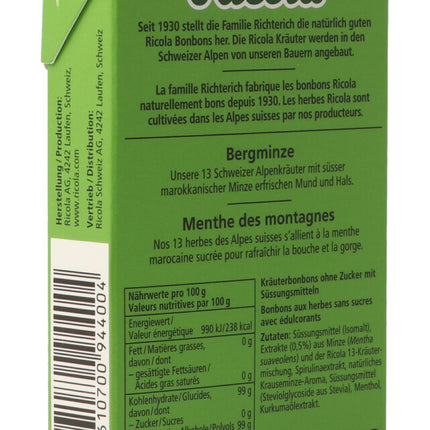 Ricola
Seit 1930 stellt die Familie Richterich die natürlich guten
Ricola Bonbons her. Die Ricola Kräuter werden in den
Schweizer Alpen von unseren Bauern angebaut.
La famille Richterich fabrique les bonbons Ricola
naturellement bons depuis 1930. Les herbes Ricola sont
cultivées dans les Alpes suisses par nos producteurs.
Bergminze
Unsere 13 Schweizer Alpenkräuter mit süsser
marokkanischer Minze erfrischen Mund und Hals.
Menthe des montagnes
Nos 13 herbes des Alpes suisses s'allient à la menthe
marocaine sucrée pour rafraîchir la bouche et la gorge.
Nährwerte pro 100 g
Valeurs nutritives par 100 g
Energiewert/
Valeur énergétique 990 kJ/238 kcal
Fett/Matières grasses, 0 g
davon/dont
– gesättigte Fettsäuren/
Acides gras saturés 0 g
Kohlenhydrate/Glucides, 99 g
davon/dont
– Zucker/Sucres 0 g
Alcohole/Polyols 99 g
Kräuterbonbons ohne Zucker mit
Süssungsmitteln
Bonbons aux herbes sans sucres
avec édulcorants
Zutaten: Süssungsmittel (Isomalt),
Extrakte (0,5%) aus Minze (Mentha
suaveolens) und der Ricola 13-Kräuter-
mischung, Spirulinaextrakt, natürliches
Krauseminze-Aroma, Süssungsmittel
(Steviolglycoside aus Stevia), Menthol,
Kurkumaölextrakt.
Herstellung / Production:
Ricola AG, 4242 Laufen, Schweiz
www.ricola.com
Vertrieb / Distribution:
Ricola Schweiz AG, 4242 Laufen, Schweiz
610700 944004